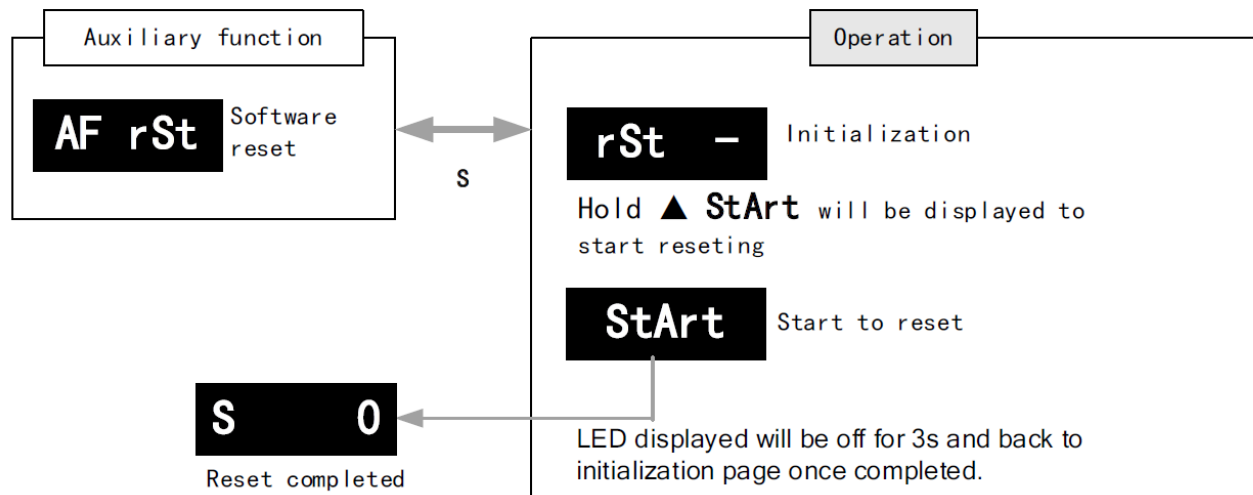 Auxiliary function
AF rSt
Software
reset
S
Operation
rSt –
Initialization
Hold ▲ StArt will be displayed to
start reseting
StArt
Start to reset
S 0
Reset completed
LED displayed will be off for 3s and back to
initialization page once completed.